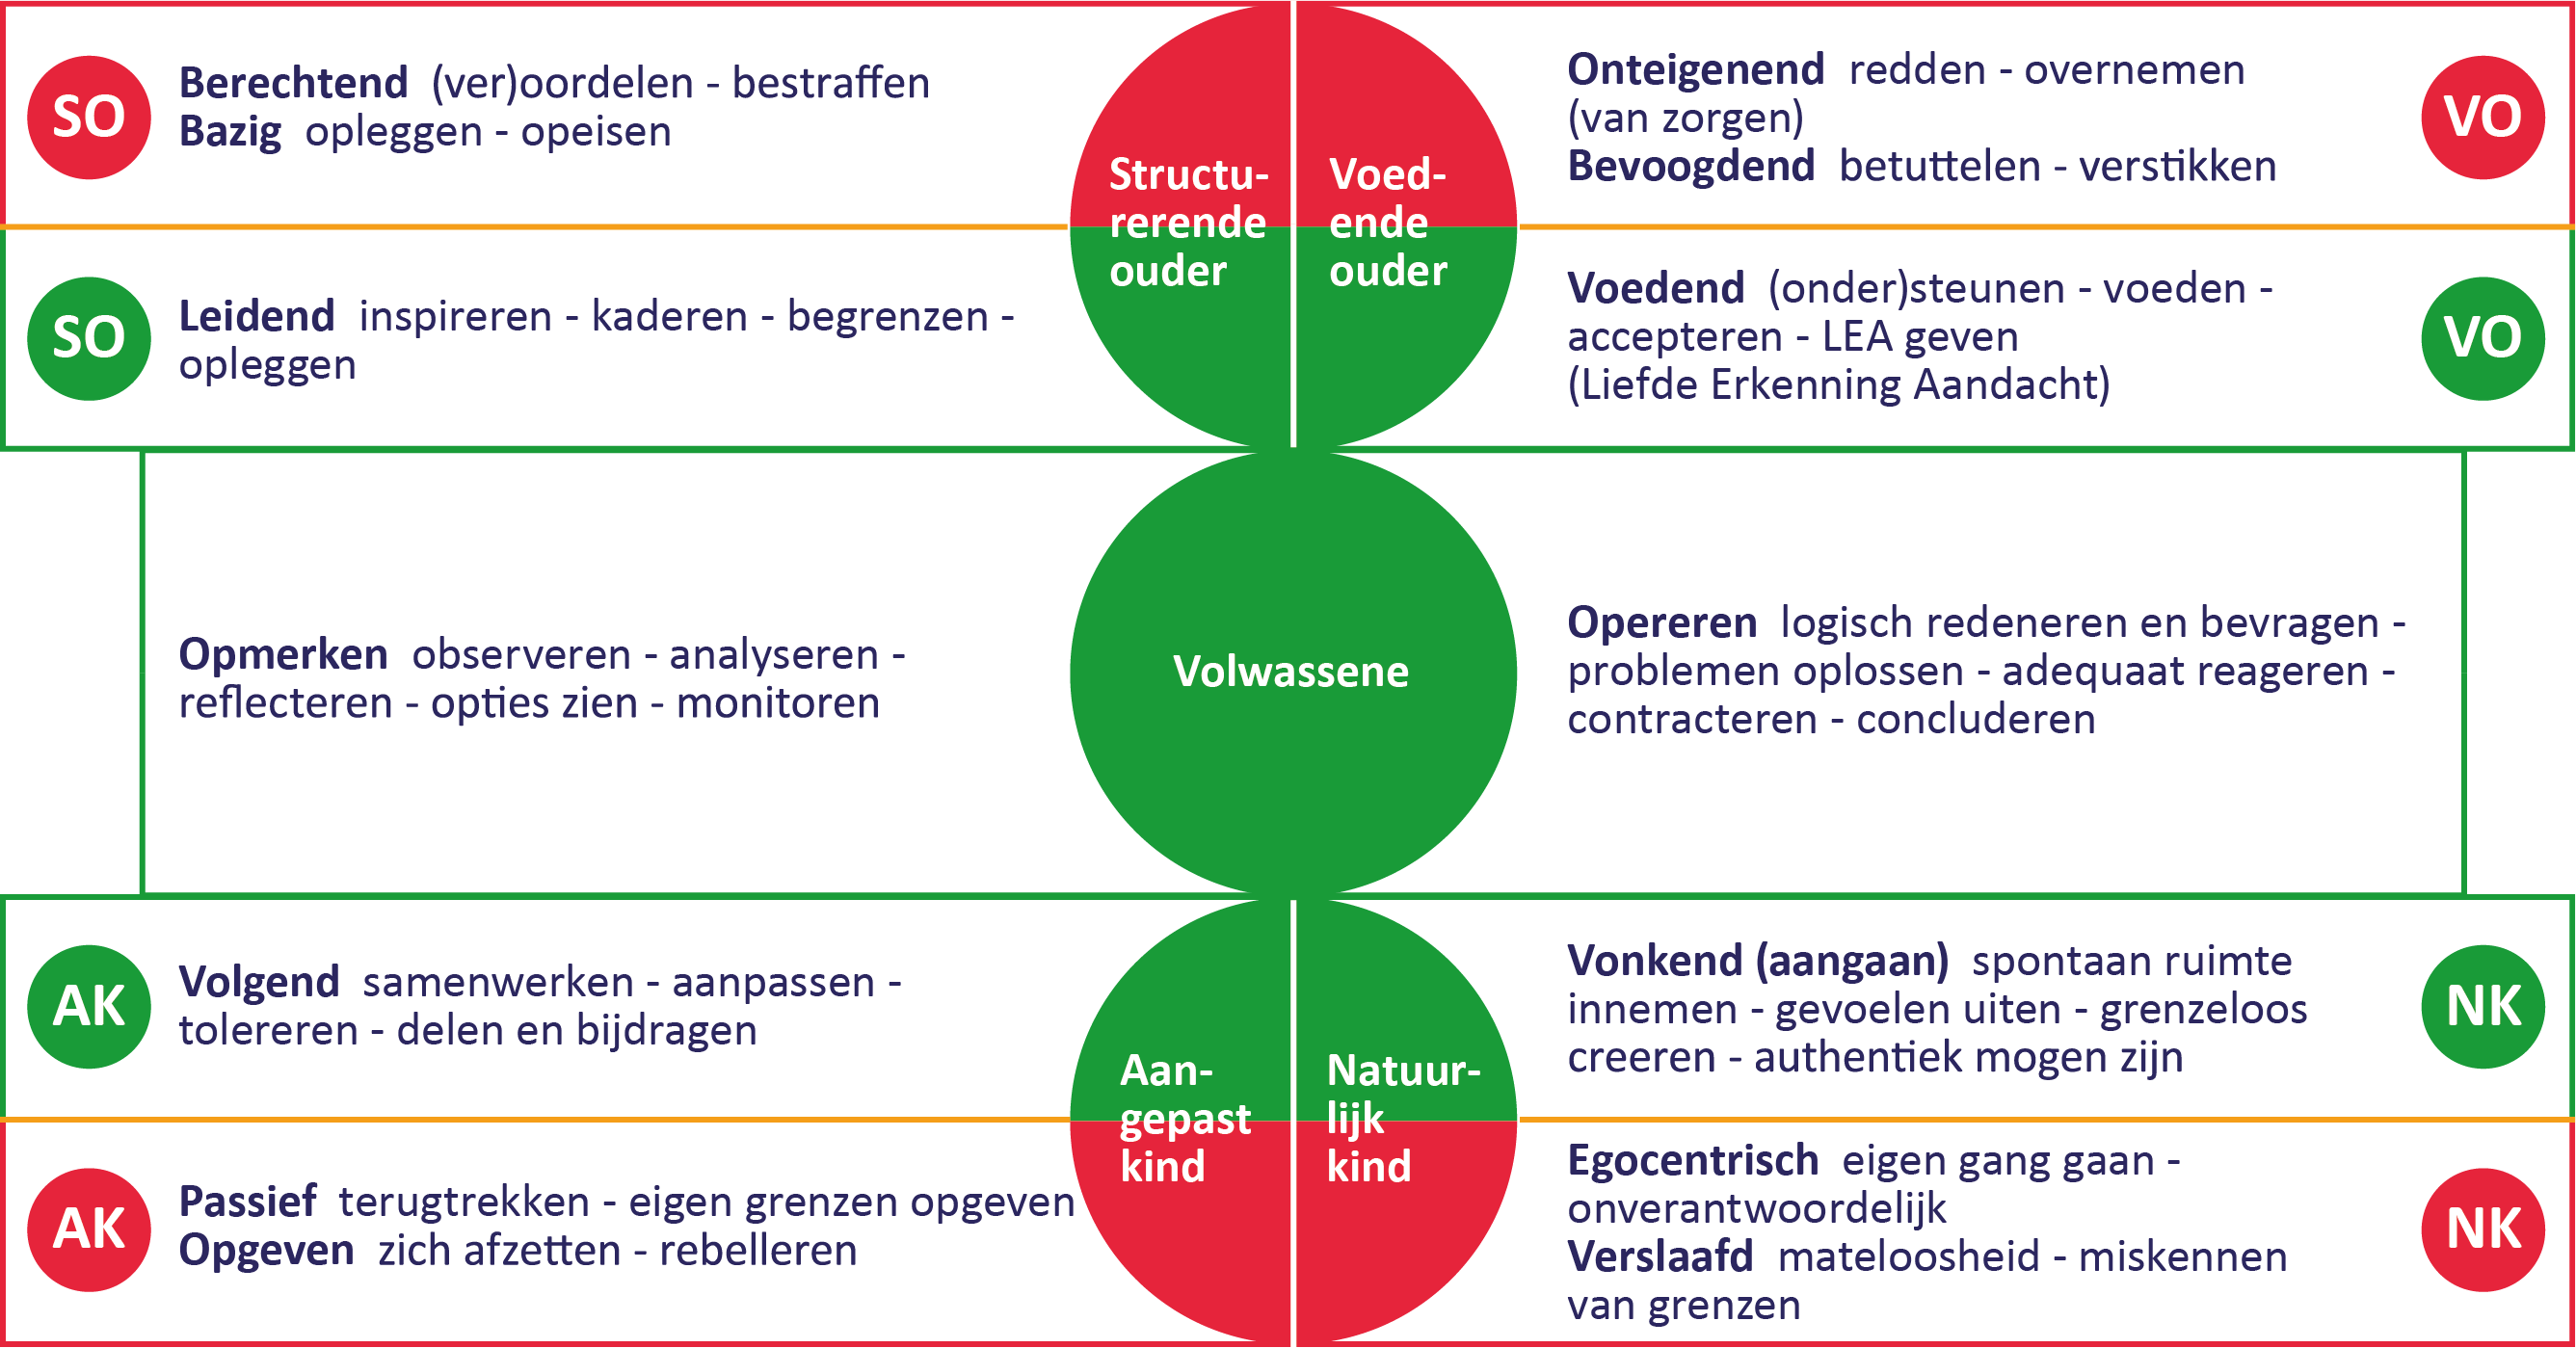 SO
Berechtend (ver)oordelen - bestraffen
Bazig opleggen - opeisen
Structu-
rerende
ouder
Voed-
ende
ouder
Onteigenend redden - overnemen
(van zorgen)
Bevoogdend betuttelen - verstikken
VO
SO
Leidend inspireren - kaderen - begrenzen -
opleggen
Voedend (onder)steunen - voeden -
accepteren - LEA geven
(Liefde Erkenning Aandacht)
VO
Opmerken observeren - analyseren -
reflecteren - opties zien - monitoren
Volwassene
Opereren logisch redeneren en bevragen -
problemen oplossen - adequaat reageren -
contracteren - concluderen
AK
Volgend samenwerken - aanpassen -
tolereren - delen en bijdragen
Aan-
gepast
kind
Natuur-
lijk
kind
Vonkend (aangaan) spontaan ruimte
innemen - gevoelen uiten - grenzeloos
creeren - authentiek mogen zijn
NK
AK
Passief terugtrekken - eigen grenzen opgeven
Opgeven zich afzetten - rebelleren
Egocentrisch eigen gang gaan -
onverantwoordelijk
Verslaafd mateloosheid - miskennen
van grenzen
NK